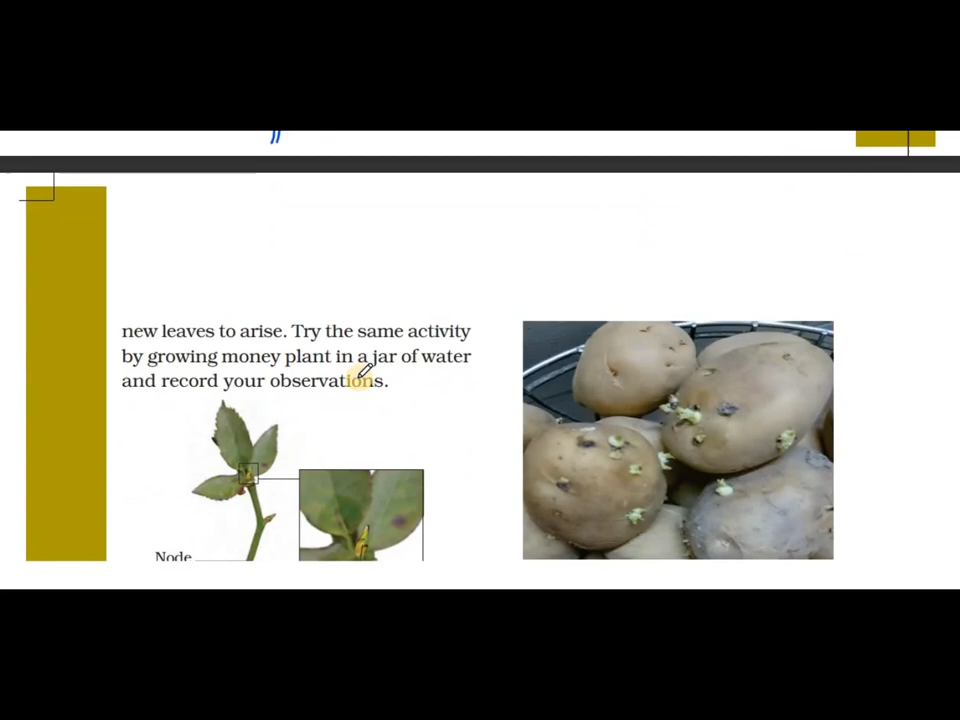 new leaves to arise. Try the same activity
by growing money plant in a jar of water
and record your observations.
Node